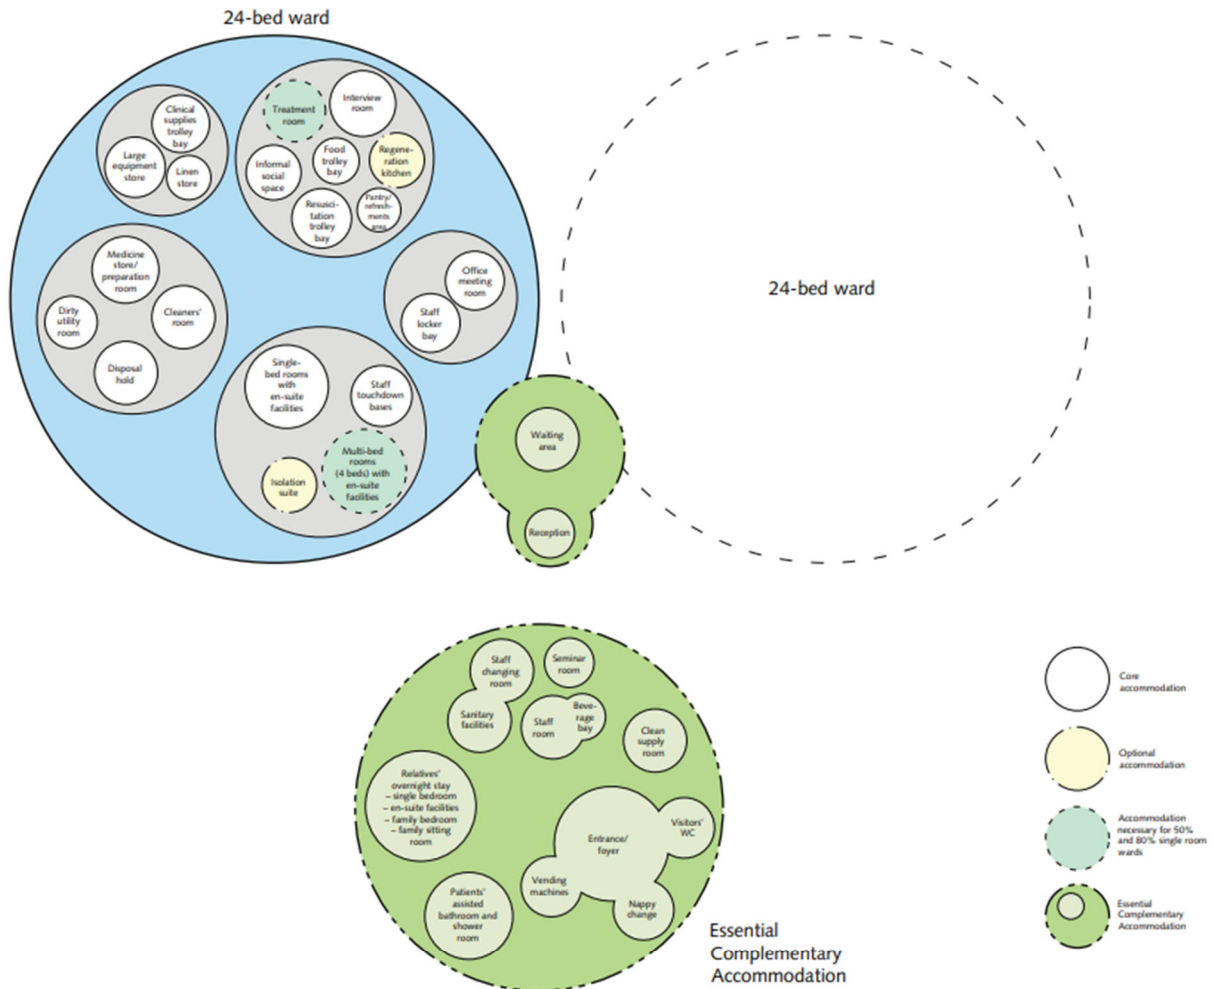 24-bed ward
Clinical
supplies
trolley
bay
Large
equipment
store
Linen
store
Treatment
room
Interview
room
Informal
social
space
Food
trolley
bay
Regene-
ration
kitchen
Resusci-
tation
trolley
bay
Pantry/
refresh-
ments
area
Medicine
store/
preparation
room
Dirty
utility
room
Cleaners'
room
Disposal
hold
Office
meeting
room
Staff
locker
bay
Single-
bed rooms
with
en-suite
facilities
Staff
touchdown
bases
Isolation
suite
Multi-bed
rooms
(4 beds) with
en-suite
facilities
24-bed ward
Waiting
area
Reception
Staff
changing
room
Seminar
room
Sanitary
facilities
Staff
room
Beve-
rage
bay
Clean
supply
room
Relatives'
overnight stay
– single bedroom
– en-suite facilities
– family bedroom
– family sitting
room
Entrance/
foyer
Visitors'
WC
Vending
machines
Nappy
change
Patients'
assisted
bathroom and
shower
room
Essential
Complementary
Accommodation
Core
accommodation
Optional
accommodation
Accommodation
necessary for 50%
and 80% single room
wards
Essential
Complementary
Accommodation